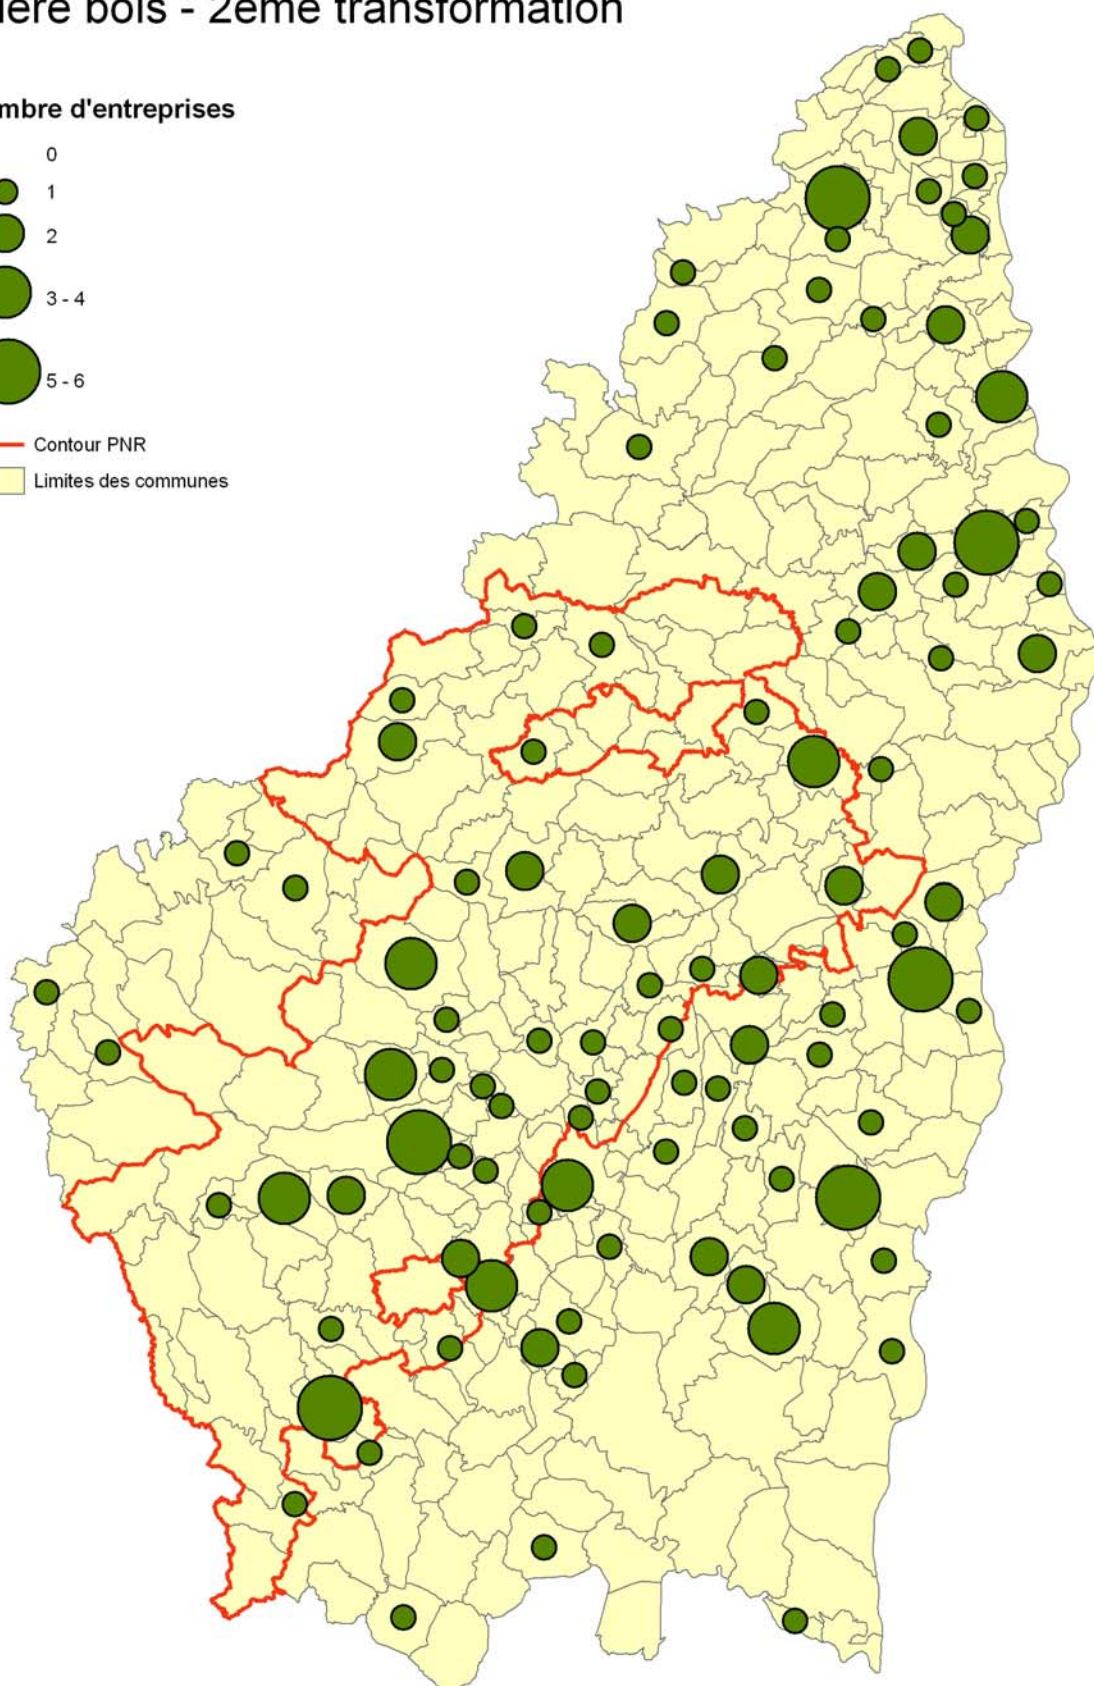 ière bois - 2ème transformation
mbre d'entreprises
0
1
2
3 - 4
5 - 6
Contour PNR
Limites des communes